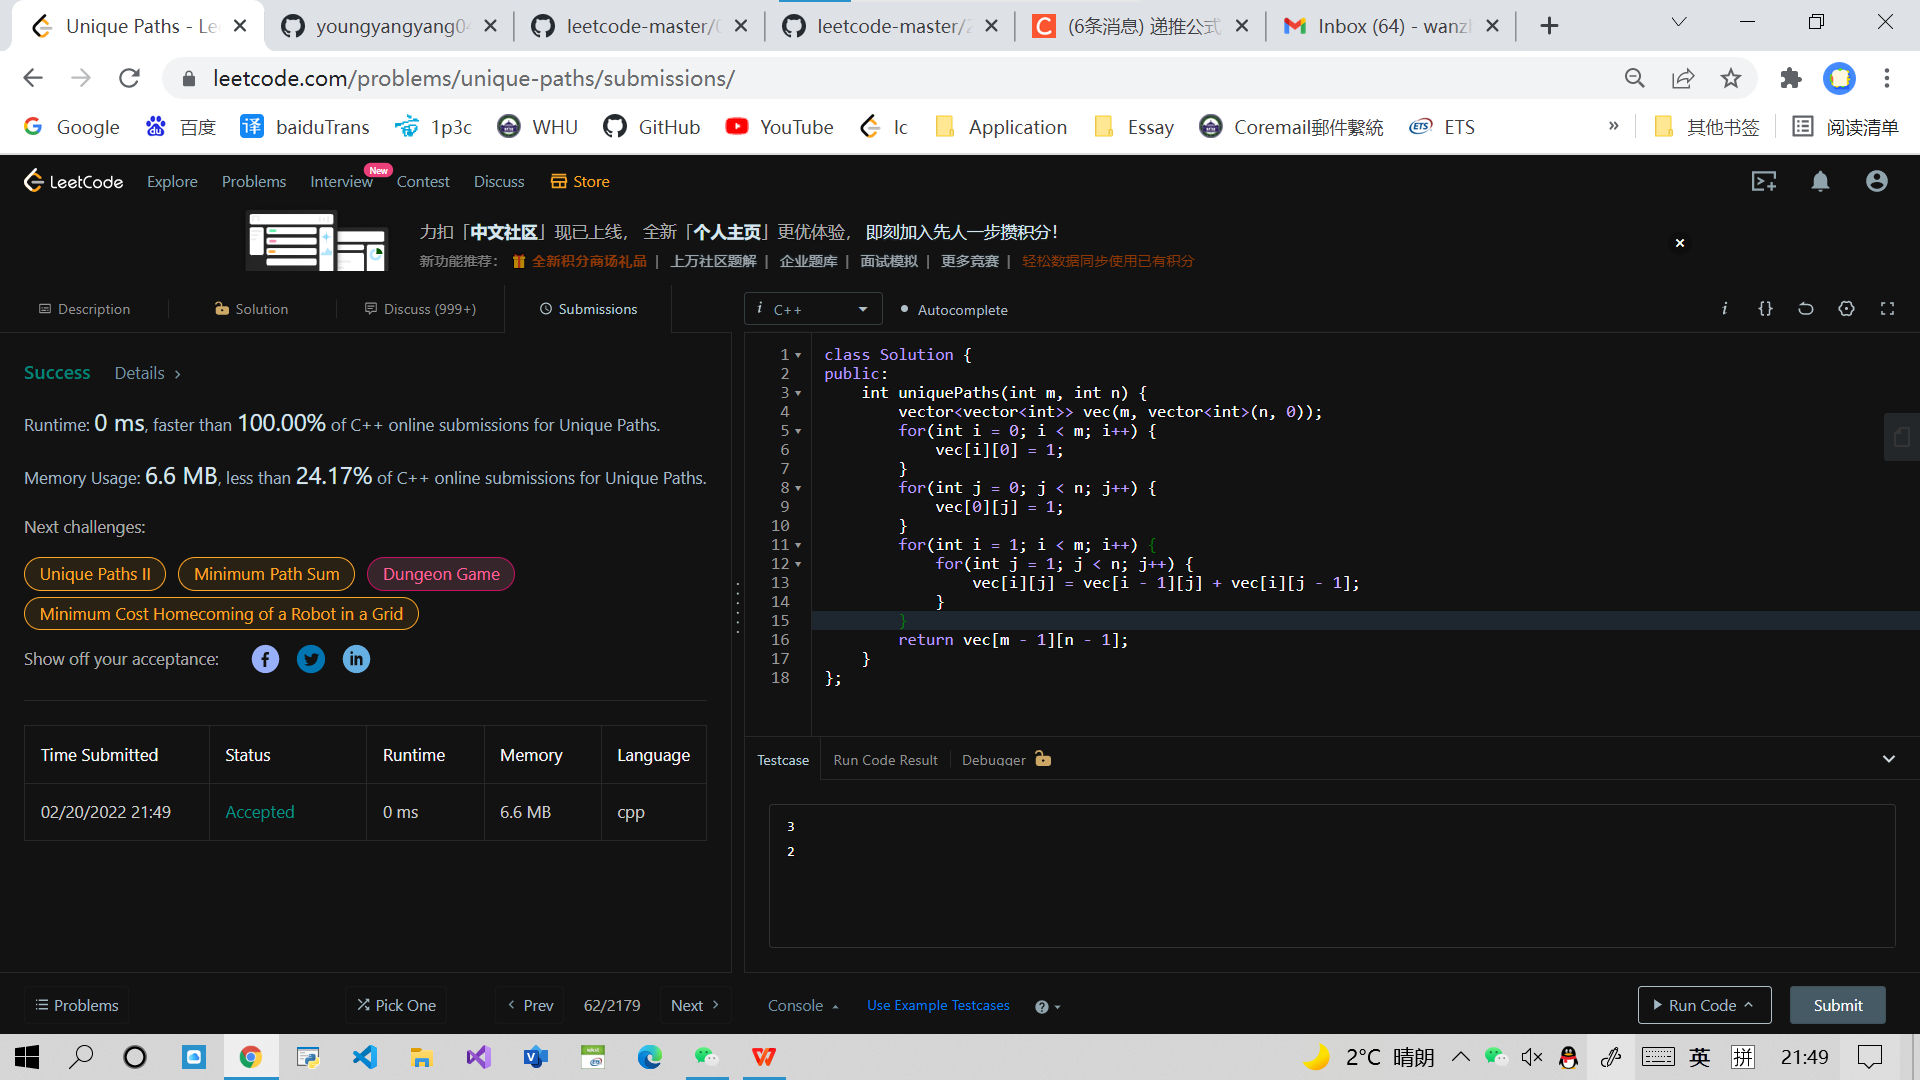 Unique Paths - Le
youngyangyang04
leetcode-master/0
leetcode-master/2
(6条消息) 递推公式
Inbox (64) - wanzh
leetcode.com/problems/unique-paths/submissions/
Google
百度
译 baiduTrans
1p3c
WHU
GitHub
YouTube
lc
Application
Essay
Coremail郵件繫統
ETS
»
其他书签
阅读清单
LeetCode
Explore
Problems
Interview
New
Contest
Discuss
Store
力扣「中文社区」现已上线， 全新「个人主页」更优体验， 即刻加入先人一步攒积分！
新功能推荐： 全新积分商场礼品 | 上万社区题解 | 企业题库 | 面试模拟 | 更多竞赛 | 轻松数据同步使用已有积分
Description
Solution
Discuss (999+)
Submissions
i C++
Autocomplete
i {}
Success Details >
Runtime: 0 ms, faster than 100.00% of C++ online submissions for Unique Paths.
Memory Usage: 6.6 MB, less than 24.17% of C++ online submissions for Unique Paths.
Next challenges:
Unique Paths II
Minimum Path Sum
Dungeon Game
Minimum Cost Homecoming of a Robot in a Grid
Show off your acceptance:
Time Submitted Status Runtime Memory Language
02/20/2022 21:49 Accepted 0 ms 6.6 MB cpp
1 class Solution {
2 public:
3     int uniquePaths(int m, int n) {
4         vector<vector<int>> vec(m, vector<int>(n, 0));
5         for(int i = 0; i < m; i++) {
6             vec[i][0] = 1;
7         }
8         for(int j = 0; j < n; j++) {
9             vec[0][j] = 1;
10         }
11         for(int i = 1; i < m; i++) {
12             for(int j = 1; j < n; j++) {
13                 vec[i][j] = vec[i - 1][j] + vec[i][j - 1];
14             }
15         }
16         return vec[m - 1][n - 1];
17     }
18 };
Testcase
Run Code Result
Debugger
3
2
Problems
Pick One
Prev
62/2179
Next
Console
Use Example Testcases
Run Code
Submit
2°C 晴朗
英
拼
21:49